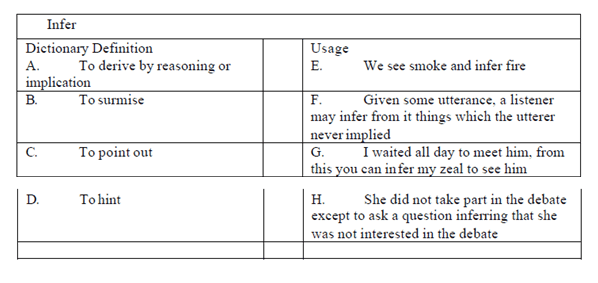 Infer
Dictionary Definition
Usage
A. To derive by reasoning or
implication
E. We see smoke and infer fire
B. To surmise
F. Given some utterance, a listener
may infer from it things which the utterer
never implied
C. To point out
G. I waited all day to meet him, from
this you can infer my zeal to see him
D. To hint
H. She did not take part in the debate
except to ask a question inferring that she
was not interested in the debate